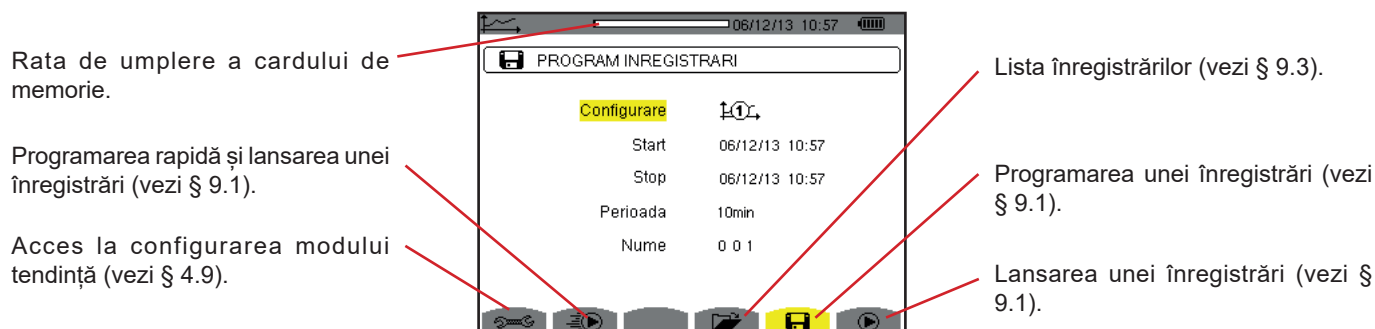 06/12/13 10:57
Rata de umplere a cardului de
memorie.
Programarea rapidă și lansarea unei
înregistrări (vezi § 9.1).
Acces la configurarea modului
tendință (vezi § 4.9).
PROGRAM INREGISTRARI
Configurare 1
Start 06/12/13 10:57
Stop 06/12/13 10:57
Perioada 10min
Nume 0 0 1
Lista înregistrărilor (vezi § 9.3).
Programarea unei înregistrări (vezi
§ 9.1).
Lansarea unei înregistrări (vezi §
9.1).